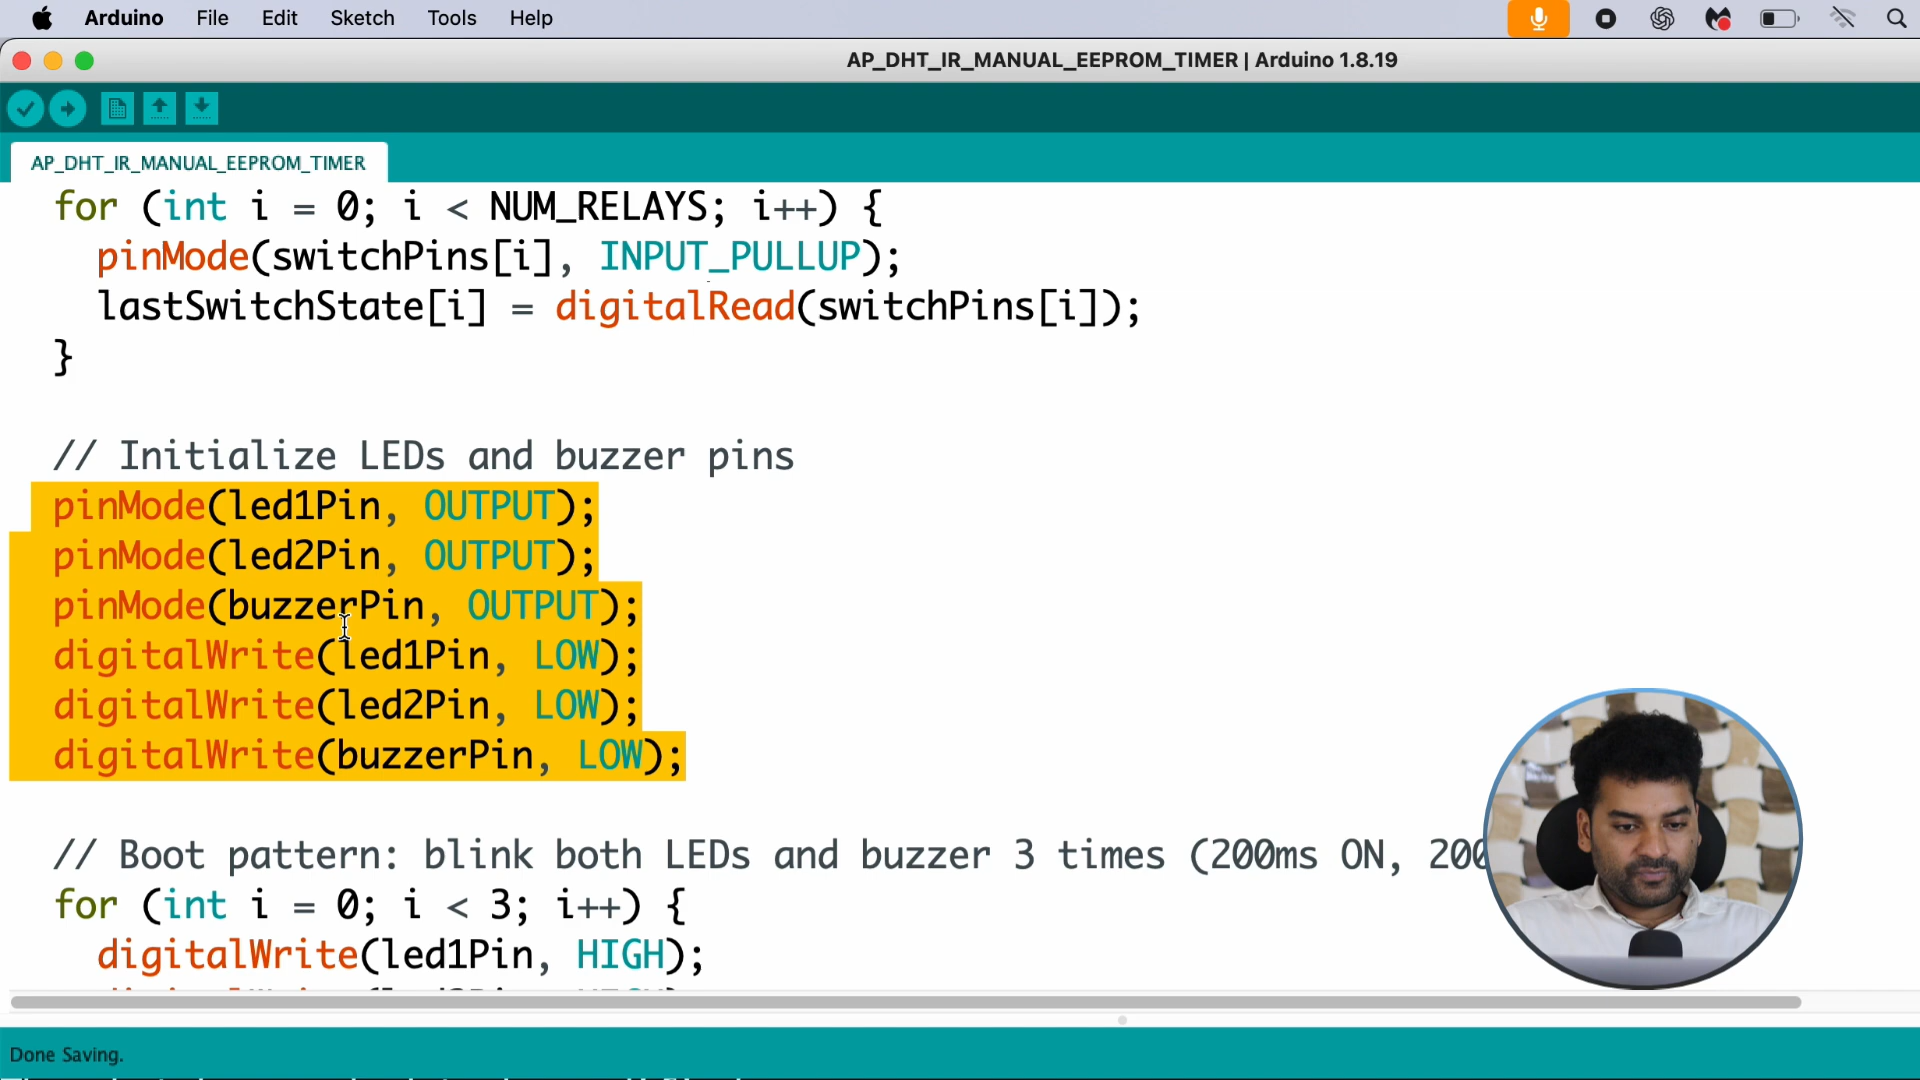 Arduino File Edit Sketch Tools Help
AP_DHT_IR_MANUAL_EEPROM_TIMER | Arduino 1.8.19
AP_DHT_IR_MANUAL_EEPROM_TIMER
for (int i = 0; i < NUM_RELAYS; i++) {
pinMode(switchPins[i], INPUT_PULLUP);
lastSwitchState[i] = digitalRead(switchPins[i]);
}
// Initialize LEDs and buzzer pins
pinMode(led1Pin, OUTPUT);
pinMode(led2Pin, OUTPUT);
pinMode(buzzerPin, OUTPUT);
digitalWrite(led1Pin, LOW);
digitalWrite(led2Pin, LOW);
digitalWrite(buzzerPin, LOW);
// Boot pattern: blink both LEDs and buzzer 3 times (200ms ON, 200
for (int i = 0; i < 3; i++) {
digitalWrite(led1Pin, HIGH);
Done Saving.